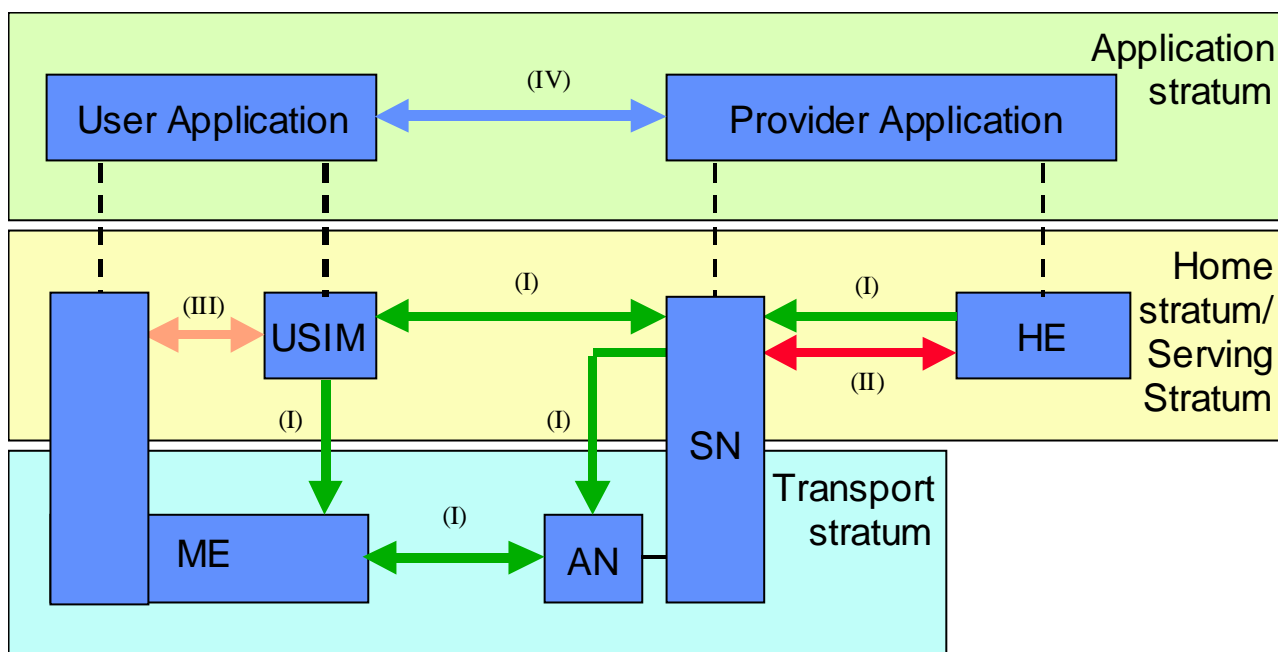 Application
stratum
(IV)
User Application
Provider Application
Home
stratum/
Serving
Stratum
(I)
(I)
(III)
USIM
HE
(II)
(I)
(I)
SN
Transport
stratum
(I)
ME
AN